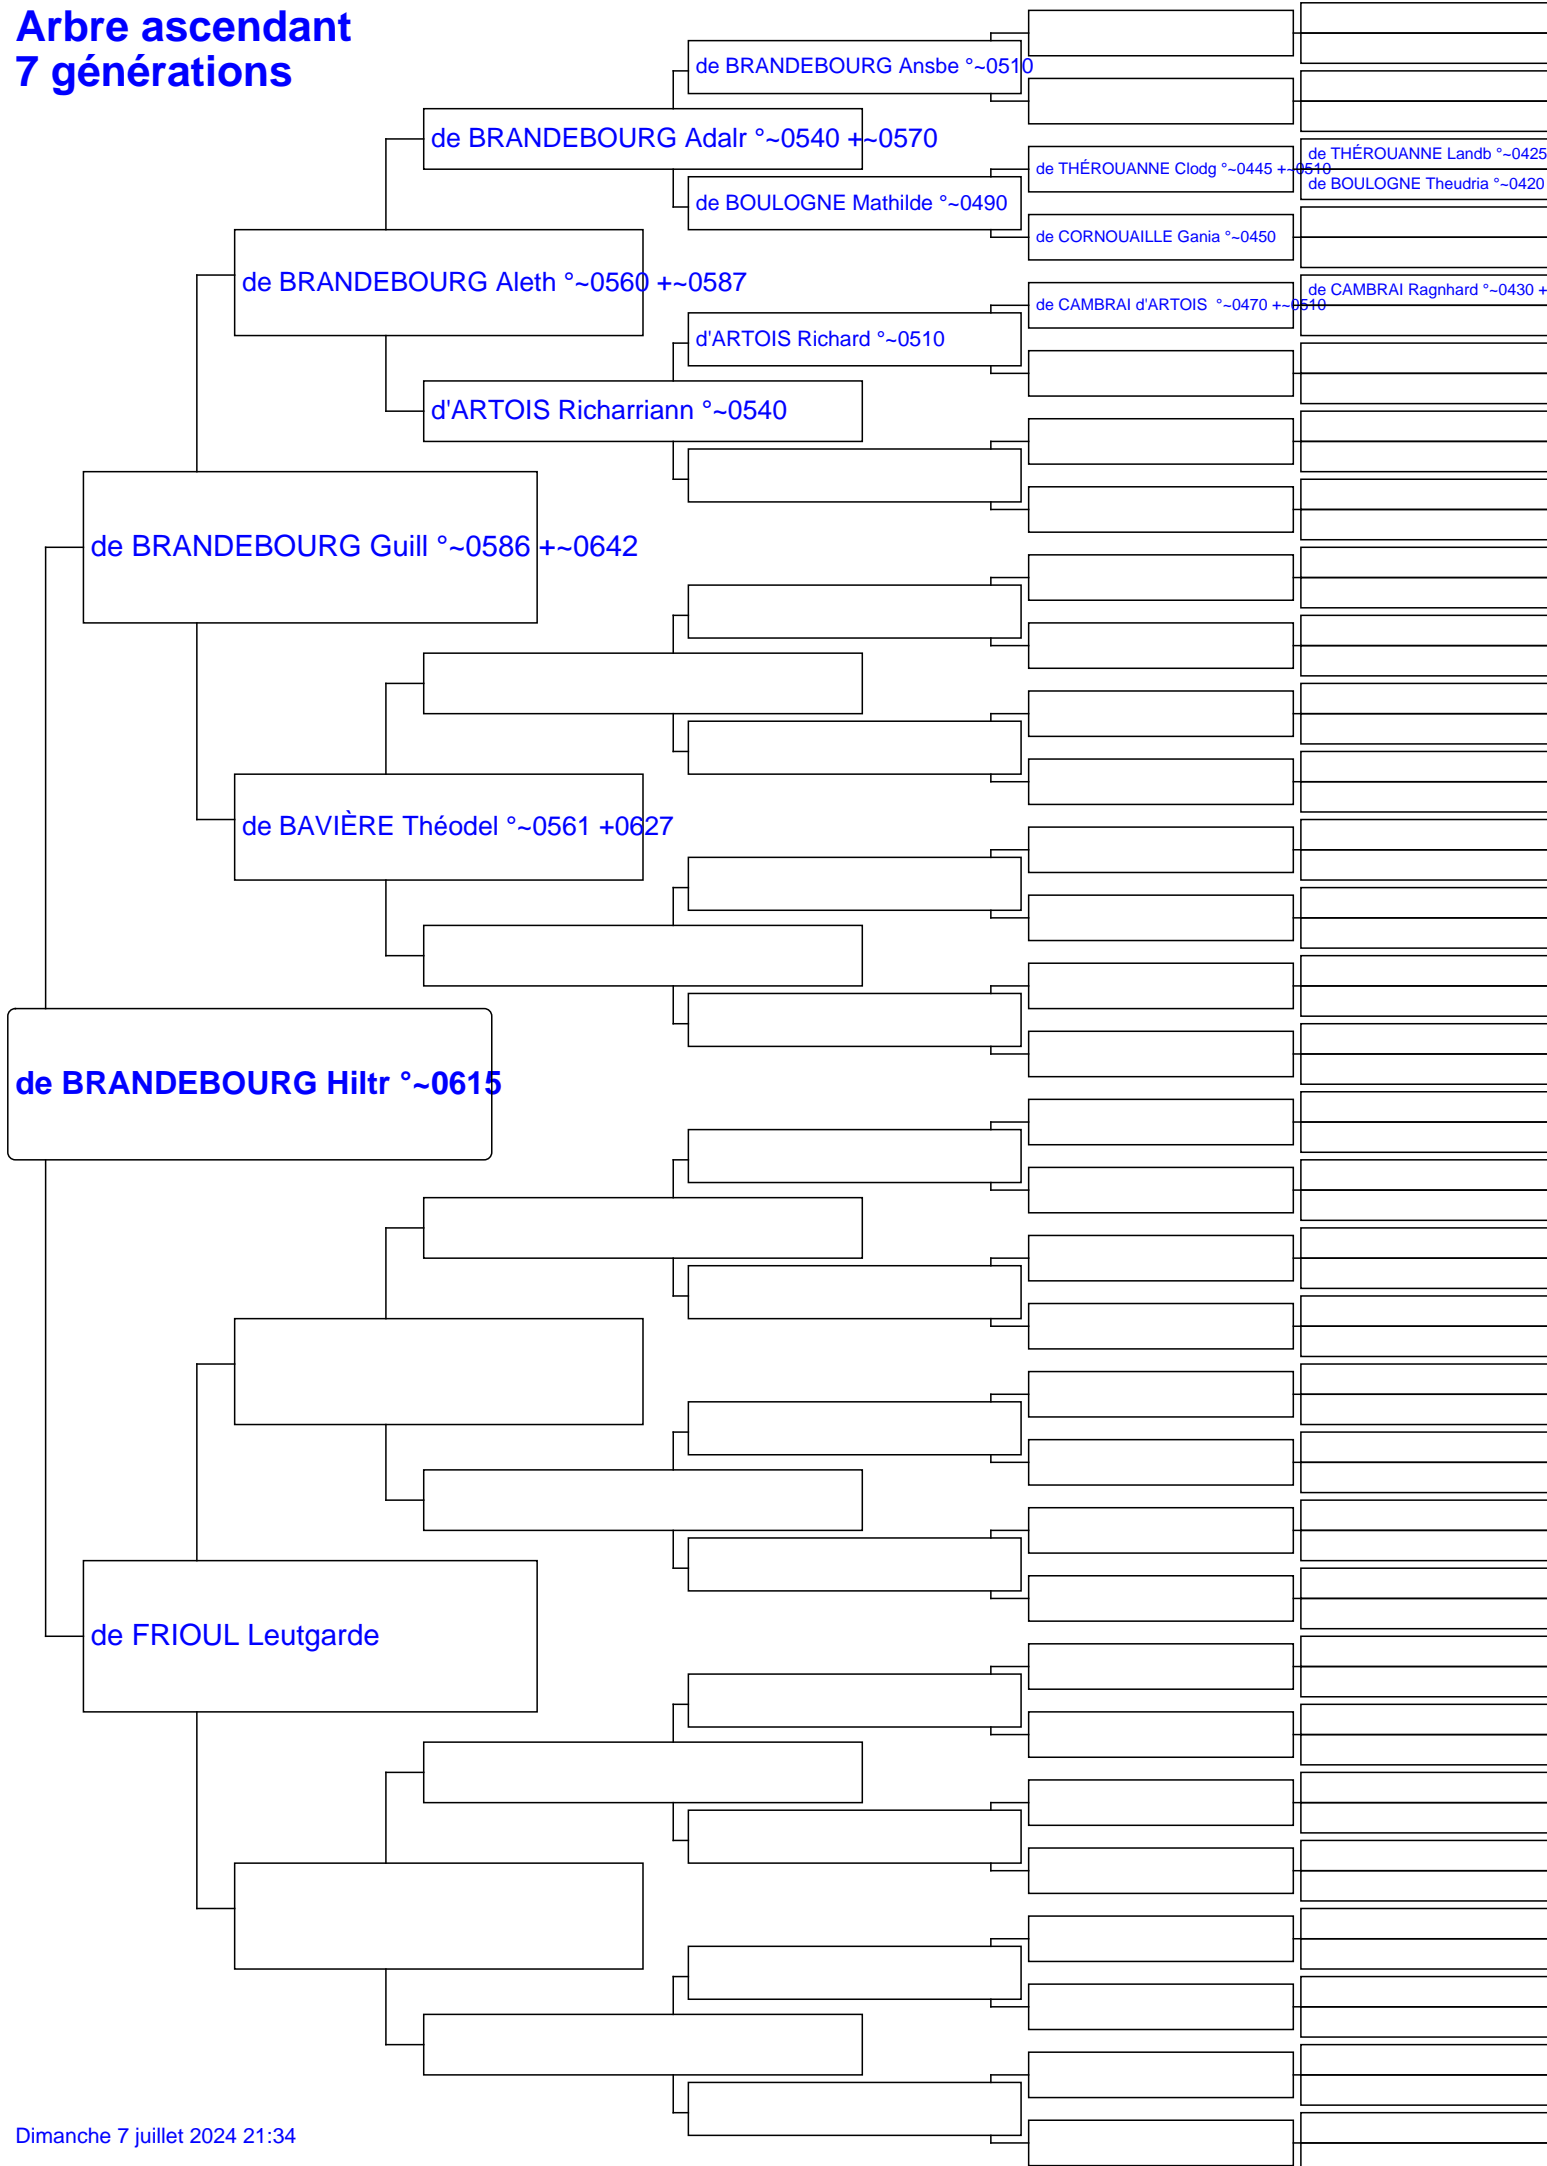 Arbre ascendant
7 générations
de BRANDEBOURG Ansbe °~0510
de BRANDEBOURG Adalr °~0540 +~0570
de THÉROUANNE Landb °~0425
de THÉROUANNE Clodg °~0445 +~0510
de BOULOGNE Theudria °~0420
de BOULOGNE Mathilde °~0490
de CORNOUAILLE Gania °~0450
de BRANDEBOURG Aleth °~0560 +~0587
de CAMBRAI Ragnhard °~0430 +
de CAMBRAI d'ARTOIS °~0470 +~0510
d'ARTOIS Richard °~0510
d'ARTOIS Richarriann °~0540
de BRANDEBOURG Guill °~0586 +~0642
de BAVIÈRE Théodel °~0561 +0627
de BRANDEBOURG Hiltr °~0615
de FRIOUL Leutgarde
Dimanche 7 juillet 2024 21:34